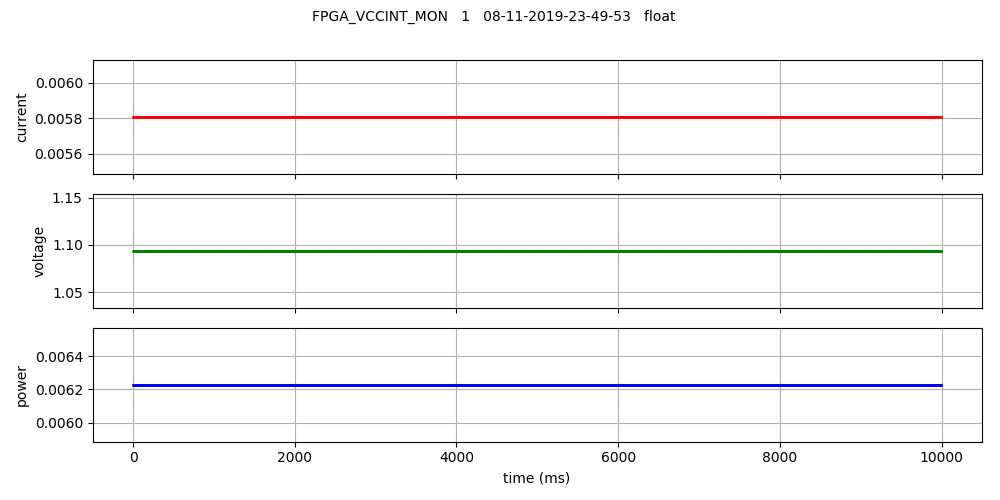 FPGA_VCCINT_MON 1 08-11-2019-23-49-53 float
0.0060
0.0058
0.0056
current
1.15
1.10
1.05
voltage
0.0064
0.0062
0.0060
power
0 2000 4000 6000 8000 10000
time (ms)